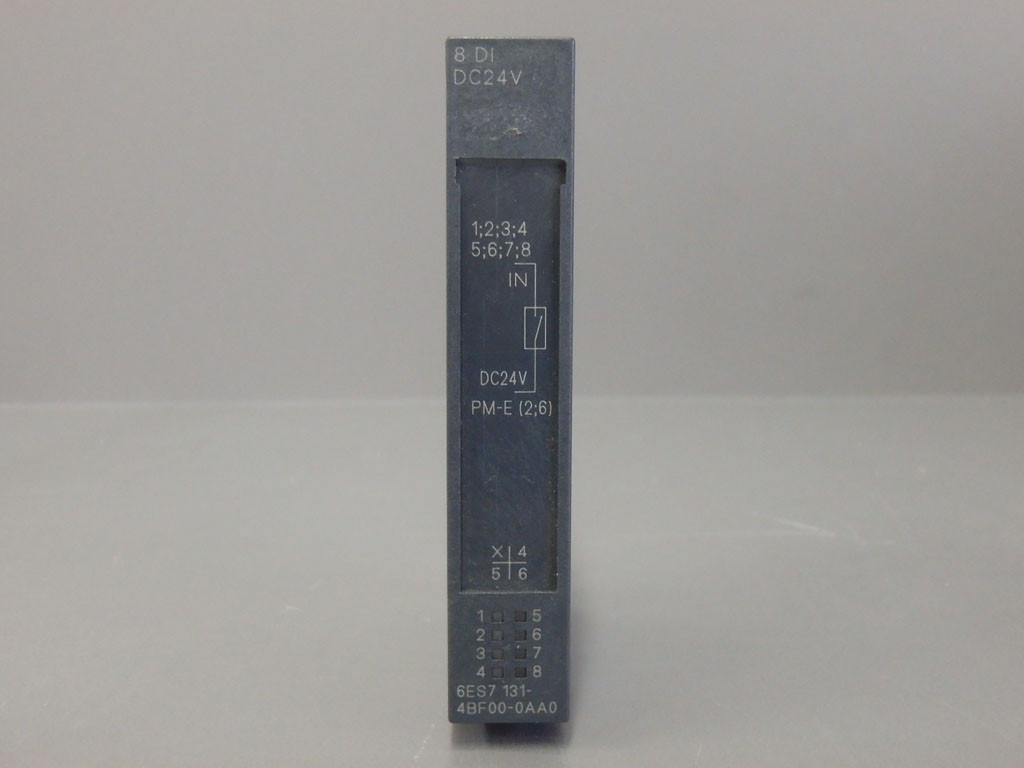 8 DI
DC24V
1;2;3;4
5;6;7;8
IN
DC24V
PM-E (2;6)
X 4
5 6
1 5
2 6
3 7
4 8
6ES7 131-
4BF00-0AA0